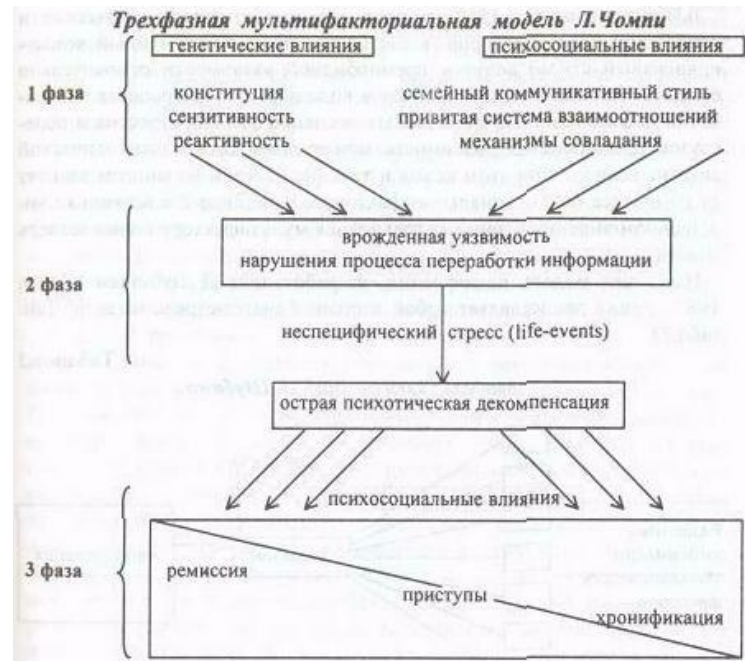 Трехфазная мультифакториальная модель Л.Чомпи
генетические влияния психосоциальные влияния
1 фаза
конституция семейный коммуникативный стиль
сензитивность привитая система взаимоотношений
реактивность механизмы совладания
врожденная уязвимость
нарушения процесса переработки информации
2 фаза
неспецифический стресс (life-events)
острая психотическая декомпенсация
психосоциальные влияния
3 фаза
ремиссия
приступы
хронификация